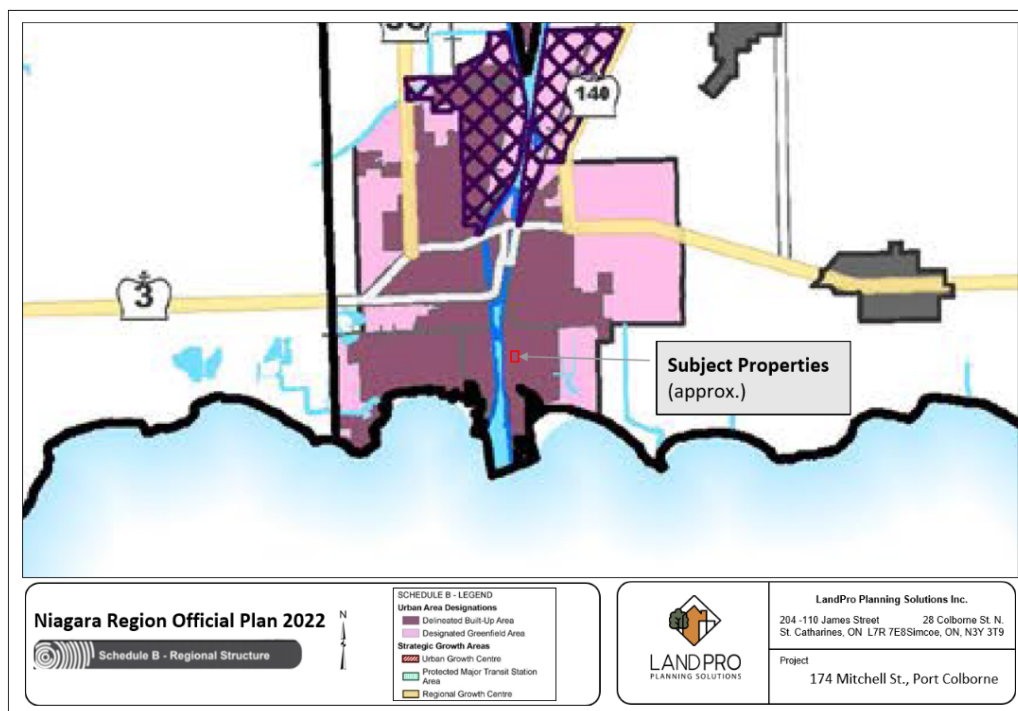 140
3
Subject Properties
(approx.)
Niagara Region Official Plan 2022
Schedule B - Regional Structure
N
SCHEDULE B - LEGEND
Urban Area Designations
Delineated Built-Up Area
Designated Greenfield Area
Strategic Growth Areas
Urban Growth Centre
Protected Major Transit Station
Area
Regional Growth Centre
LANDPRO
PLANNING SOLUTIONS
LandPro Planning Solutions Inc.
204 -110 James Street 28 Colborne St. N.
St. Catharines, ON L7R 7E8Simcoe, ON, N3Y 3T9
Project
174 Mitchell St., Port Colborne